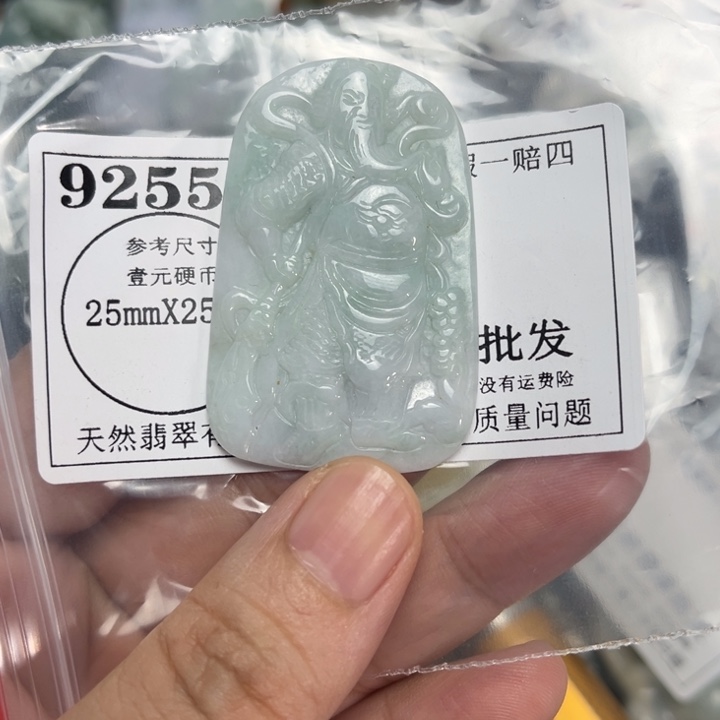 9255
一赔四
参考尺寸
壹元硬币
25mmX25
批发
没有运费险
天然翡翠
质量问题